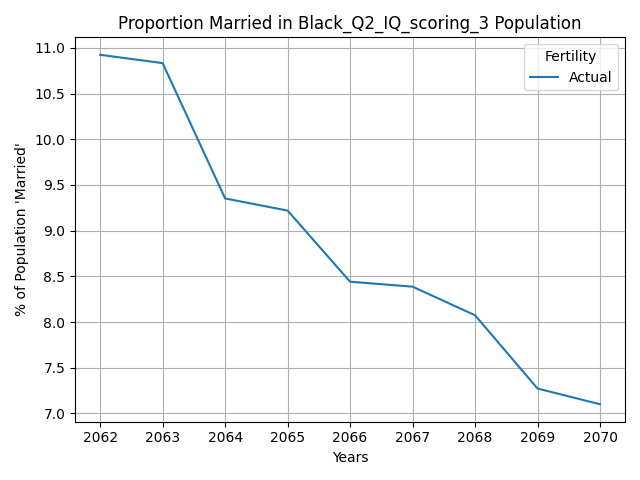 Proportion Married in Black_Q2_IQ_scoring_3 Population
11.0
10.5
10.0
9.5
9.0
8.5
8.0
7.5
7.0
% of Population 'Married'
Fertility
Actual
2062 2063 2064 2065 2066 2067 2068 2069 2070
Years